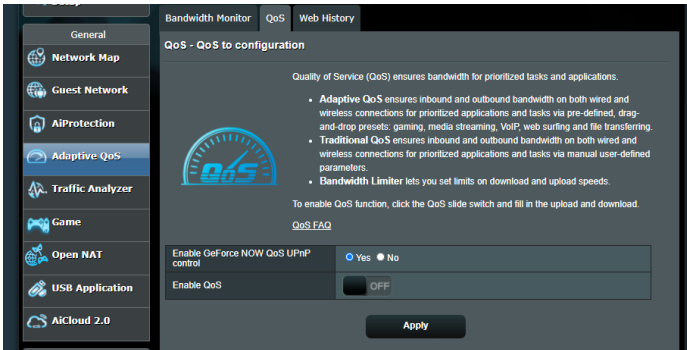 Bandwidth Monitor QoS Web History
General
QoS - QoS to configuration
Network Map
Quality of Service (QoS) ensures bandwidth for prioritized tasks and applications.
Guest Network
Adaptive QoS ensures inbound and outbound bandwidth on both wired and
wireless connections for prioritized applications and tasks via pre-defined, drag-
and-drop presets: gaming, media streaming, VoIP, web surfing and file transferring.
AiProtection
Traditional QoS ensures inbound and outbound bandwidth on both wired and
wireless connections for prioritized applications and tasks via manual user-defined
parameters.
Adaptive QoS
QoS
Bandwidth Limiter lets you set limits on download and upload speeds.
Traffic Analyzer
To enable QoS function, click the QoS slide switch and fill in the upload and download.
Game
QoS FAQ
Open NAT
Enable GeForce NOW QoS UPnP
control
Yes No
USB Application
Enable QoS
OFF
AiCloud 2.0
Apply